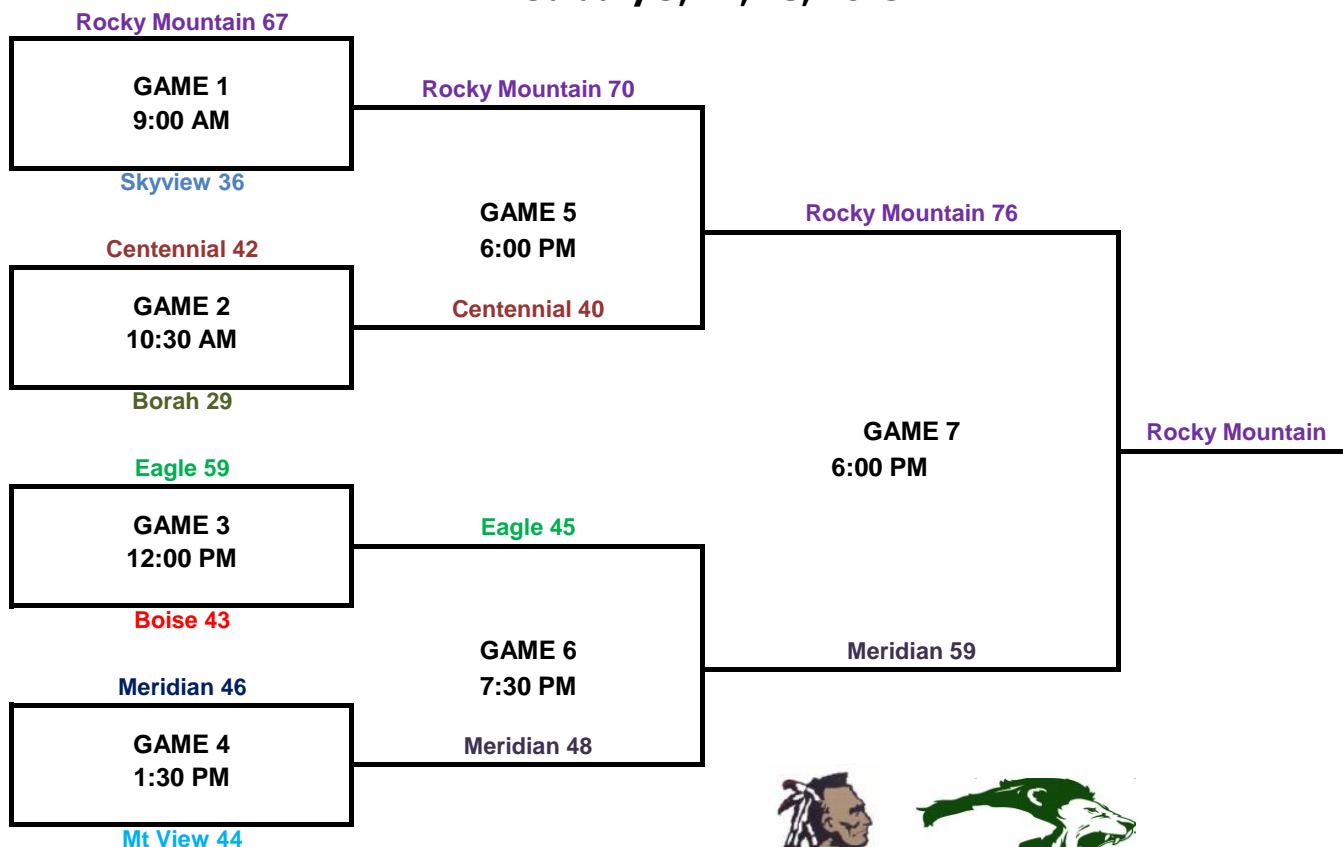 Rocky Mountain 67
GAME 1
9:00 AM
Skyview 36
Rocky Mountain 70
Centennial 42
GAME 2
10:30 AM
Borah 29
GAME 5
6:00 PM
Centennial 40
Rocky Mountain 76
Eagle 59
GAME 3
12:00 PM
Boise 43
Eagle 45
GAME 7
6:00 PM
Rocky Mountain
Meridian 46
GAME 4
1:30 PM
Mt View 44
GAME 6
7:30 PM
Meridian 48
Meridian 59